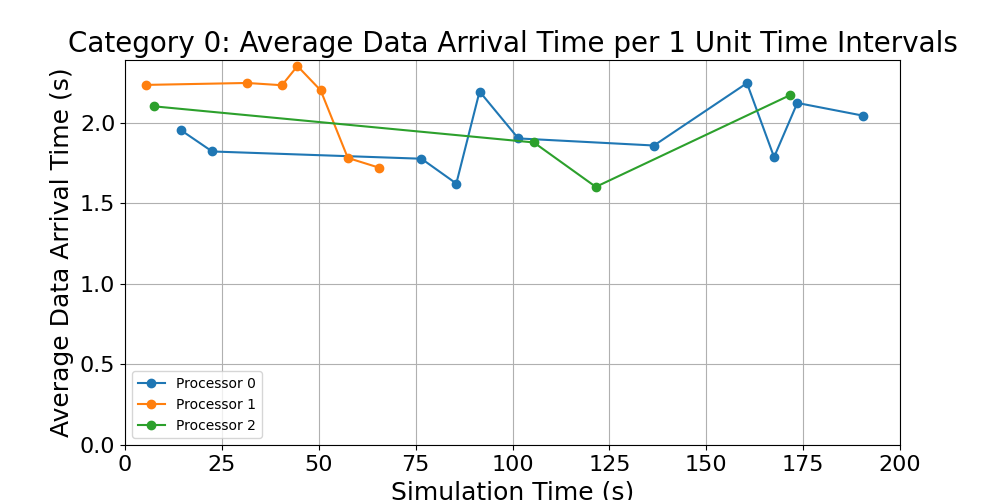 Category 0: Average Data Arrival Time per 1 Unit Time Intervals
Average Data Arrival Time (s)
2.0
1.5
1.0
0.5
0.0
Processor 0
Processor 1
Processor 2
0 25 50 75 100 125 150 175 200
Simulation Time (s)